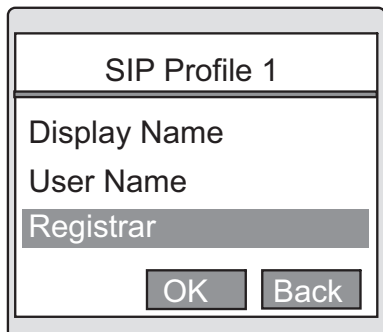 SIP Profile 1
Display Name
User Name
Registrar
OK Back